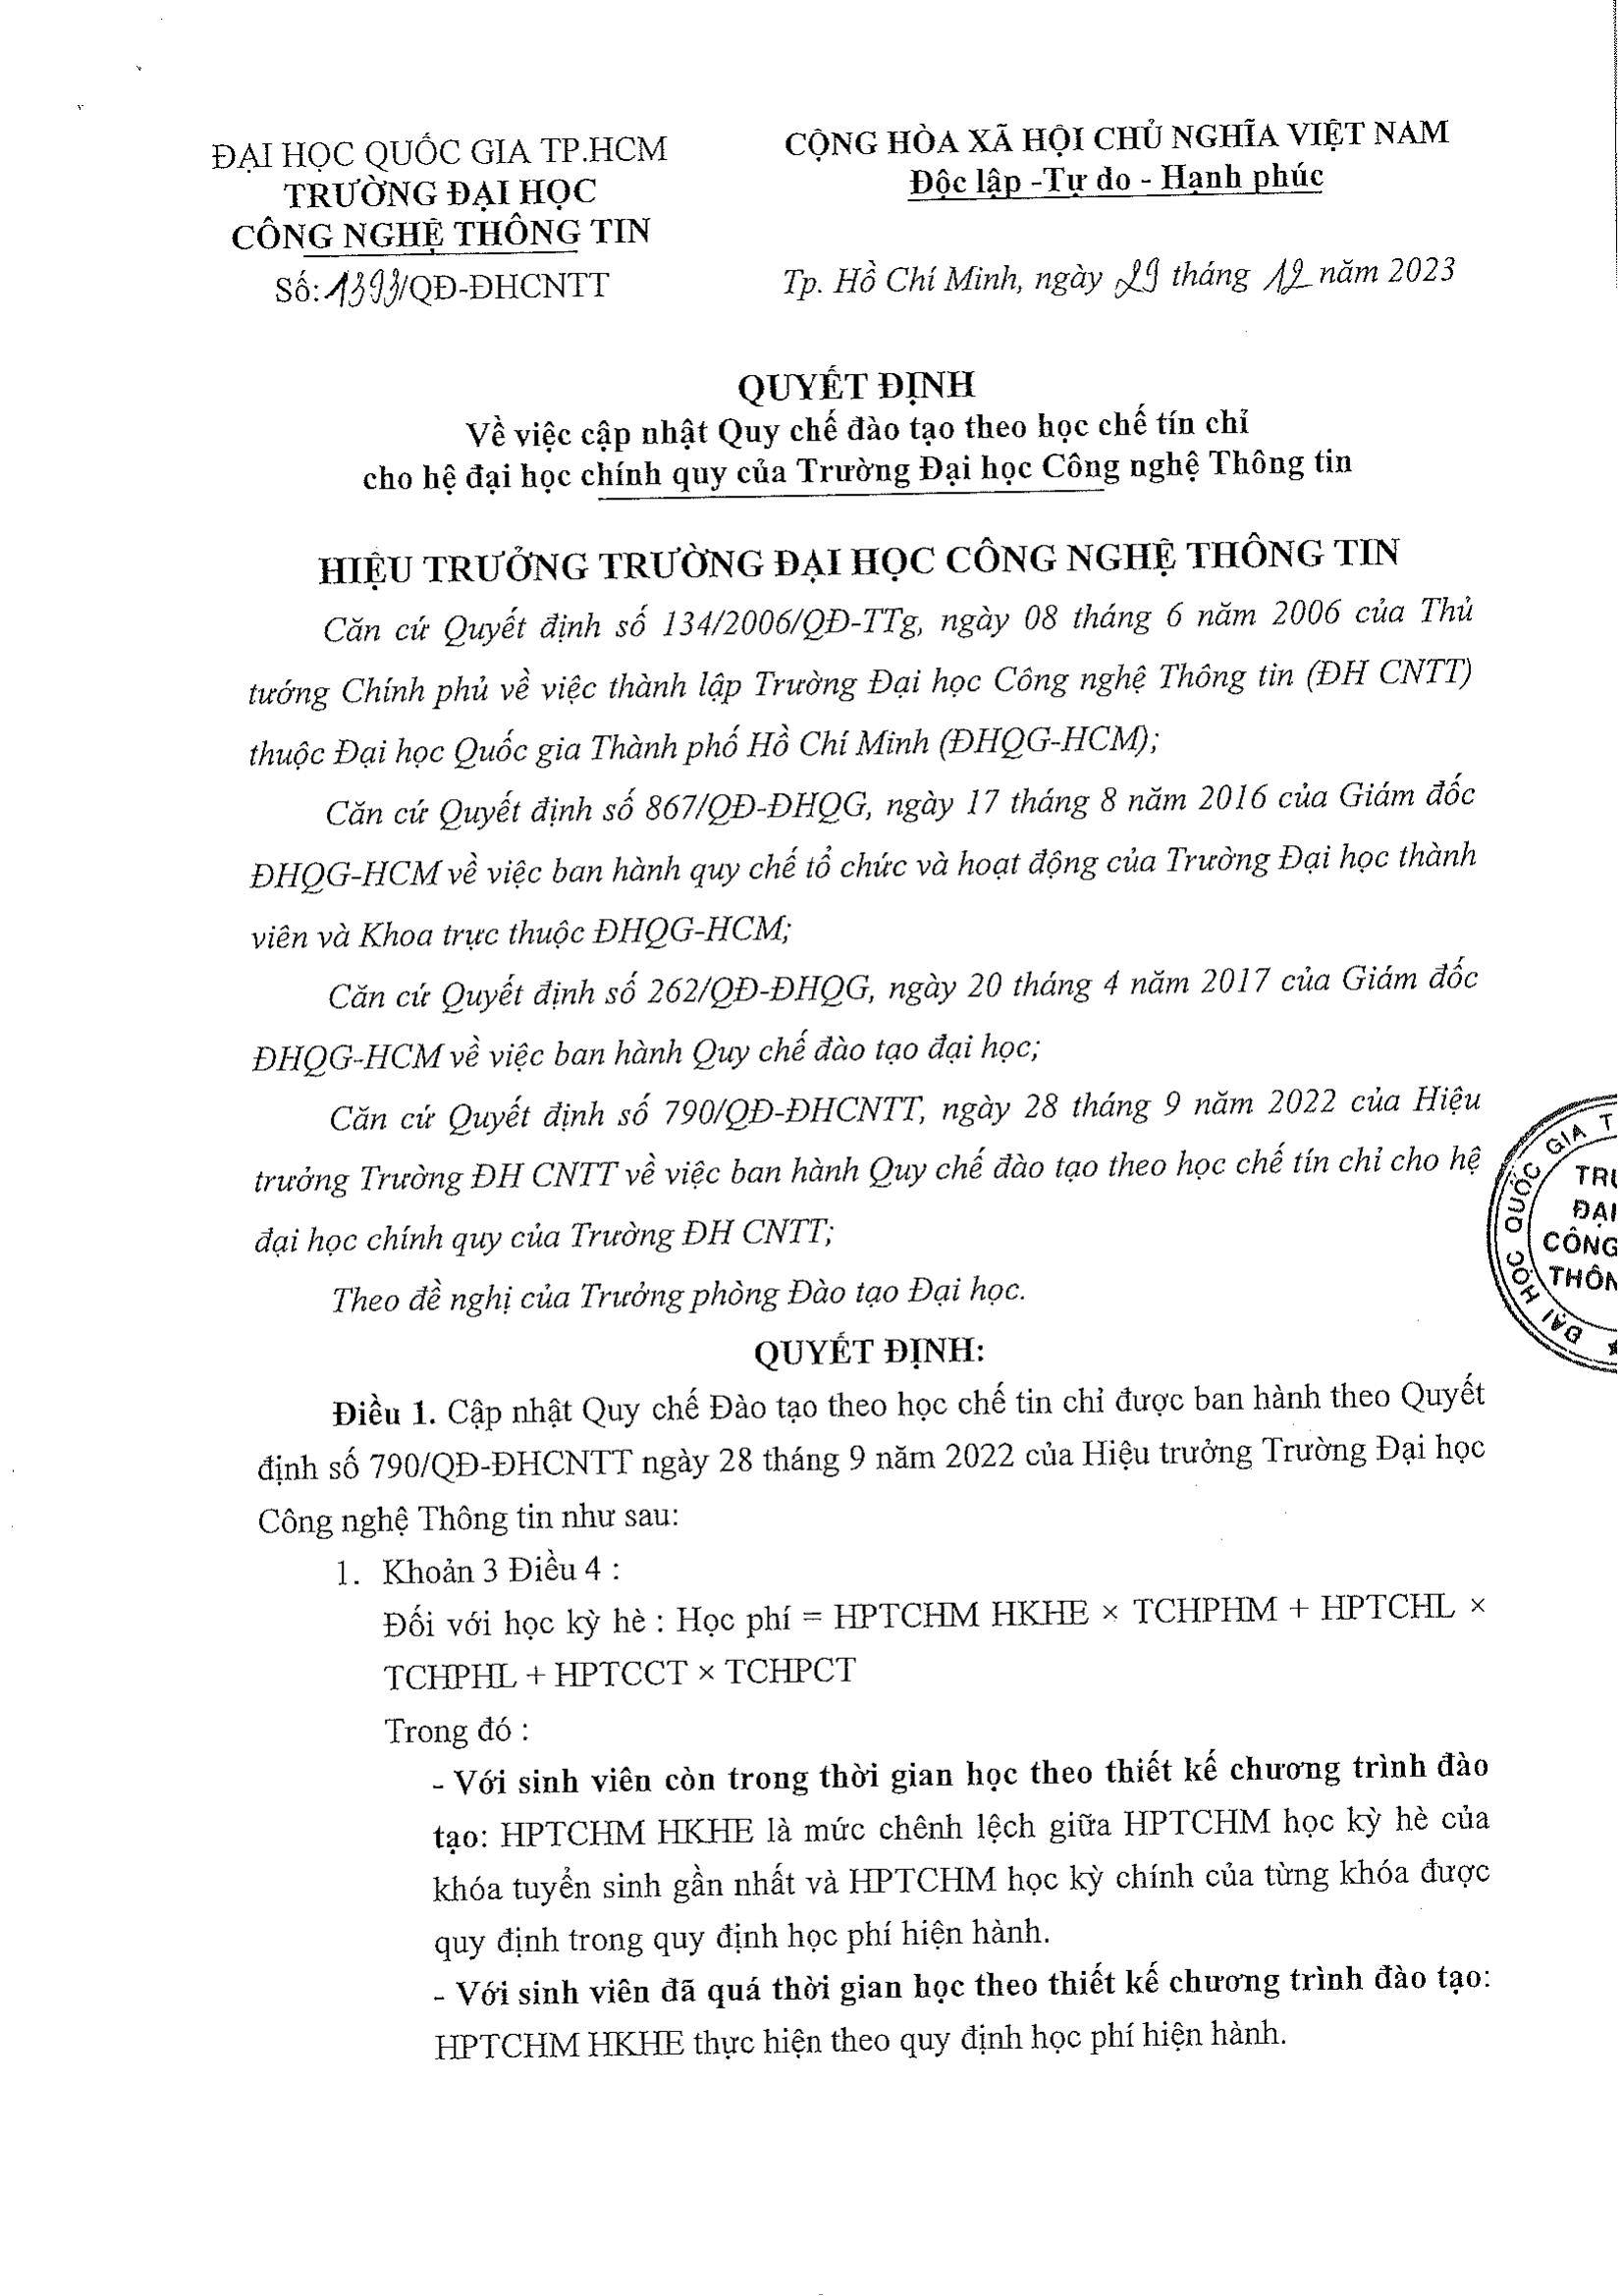 ĐẠI HỌC QUỐC GIA TP.HCM
TRƯỜNG ĐẠI HỌC
CÔNG NGHỆ THÔNG TIN
Số: 1393/QĐ-ĐHCNTT
CỘNG HÒA XÃ HỘI CHỦ NGHĨA VIỆT NAM
Độc lập -Tự do - Hạnh phúc
Tp. Hồ Chí Minh, ngày 29 tháng 12 năm 2023
QUYẾT ĐỊNH
Về việc cập nhật Quy chế đào tạo theo học chế tín chỉ
cho hệ đại học chính quy của Trường Đại học Công nghệ Thông tin
HIỆU TRƯỞNG TRƯỜNG ĐẠI HỌC CÔNG NGHỆ THÔNG TIN
Căn cứ Quyết định số 134/2006/QĐ-TTg, ngày 08 tháng 6 năm 2006 của Thủ
tướng Chính phủ về việc thành lập Trường Đại học Công nghệ Thông tin (ĐH CNTT)
thuộc Đại học Quốc gia Thành phố Hồ Chí Minh (ĐHQG-HCM);
Căn cứ Quyết định số 867/QĐ-ĐHQG, ngày 17 tháng 8 năm 2016 của Giám đốc
ĐHQG-HCM về việc ban hành quy chế tổ chức và hoạt động của Trường Đại học thành
viên và Khoa trực thuộc ĐHQG-HCM;
Căn cứ Quyết định số 262/QĐ-ĐHQG, ngày 20 tháng 4 năm 2017 của Giám đốc
ĐHQG-HCM về việc ban hành Quy chế đào tạo đại học;
Căn cứ Quyết định số 790/QĐ-ĐHCNTT, ngày 28 tháng 9 năm 2022 của Hiệu
trưởng Trường ĐH CNTT về việc ban hành Quy chế đào tạo theo học chế tín chỉ cho hệ
đại học chính quy của Trường ĐH CNTT;
Theo đề nghị của Trưởng phòng Đào tạo Đại học.
ĐẠI HỌC QUỐC GIA T
TRƯ
ĐẠI
CÔNG
THÔN
QUYẾT ĐỊNH:
Điều 1. Cập nhật Quy chế Đào tạo theo học chế tin chỉ được ban hành theo Quyết
định số 790/QĐ-ĐHCNTT ngày 28 tháng 9 năm 2022 của Hiệu trưởng Trường Đại học
Công nghệ Thông tin như sau:
1. Khoản 3 Điều 4 :
Đối với học kỳ hè : Học phí = HPTCHM HKHE × TCHPHM + HPTCHL ×
TCHPHL + HPTCCT × TCHPCT
Trong đó :
- Với sinh viên còn trong thời gian học theo thiết kế chương trình đào
tạo: HPTCHM HKHE là mức chênh lệch giữa HPTCHM học kỳ hè của
khóa tuyển sinh gần nhất và HPTCHM học kỳ chính của từng khóa được
quy định trong quy định học phí hiện hành.
- Với sinh viên đã quá thời gian học theo thiết kế chương trình đào tạo:
HPTCHM HKHE thực hiện theo quy định học phí hiện hành.